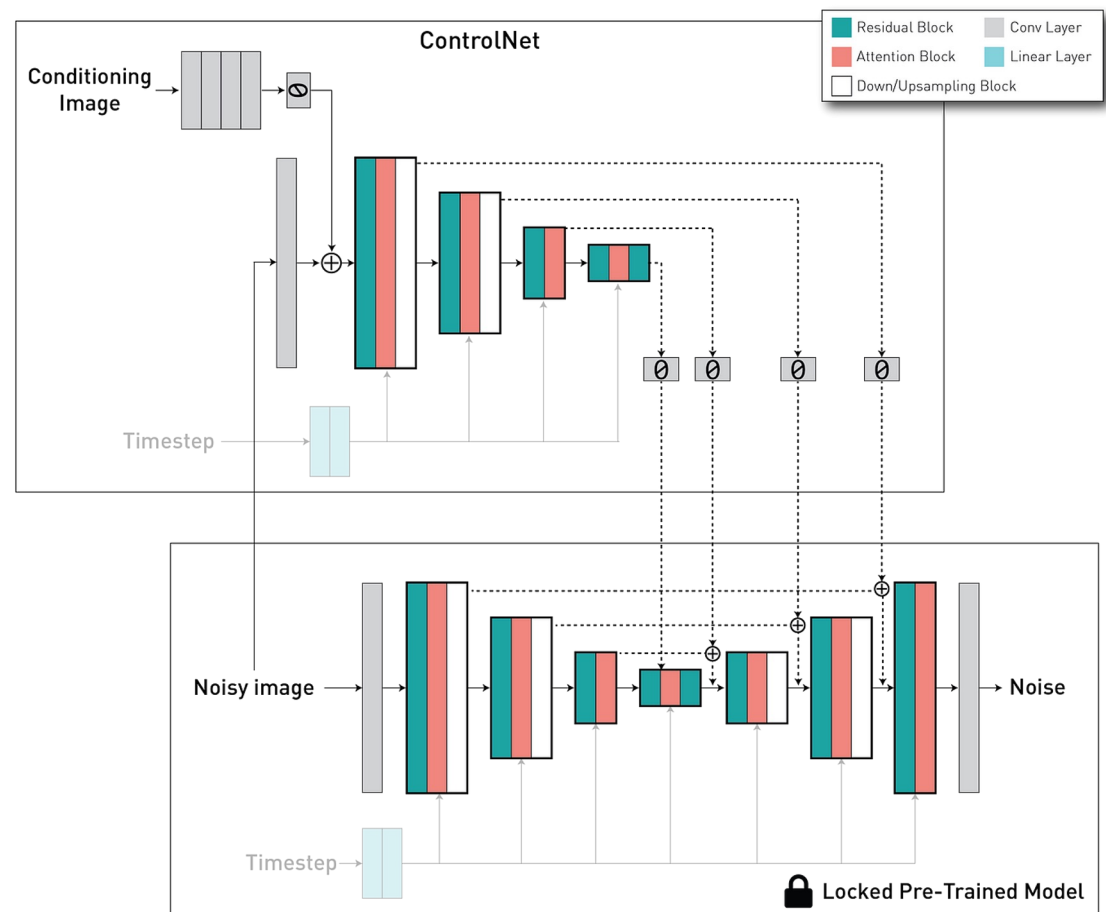 ControlNet
Residual Block
Conv Layer
Attention Block
Linear Layer
Down/Upsampling Block
Conditioning
Image
0
0
0
0
0
Timestep
Noisy image
Noise
Timestep
Locked Pre-Trained Model